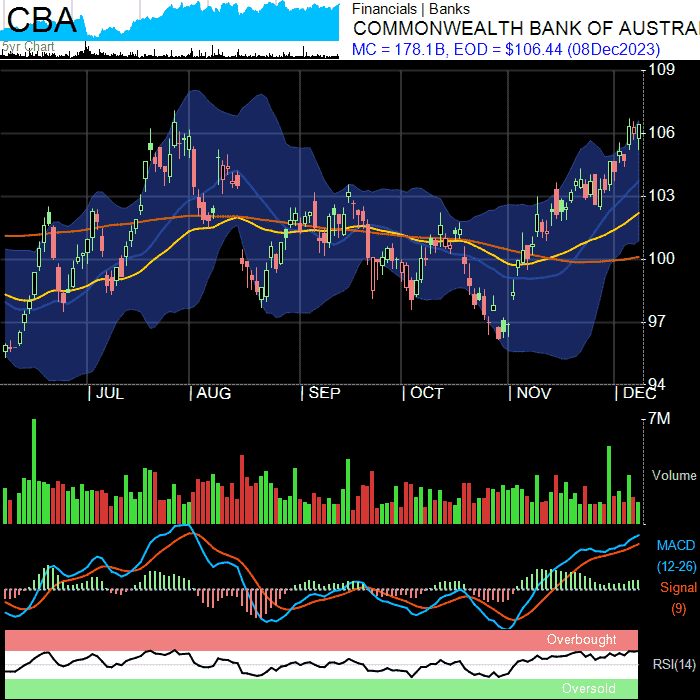 CBA
5yr Chart
Financials | Banks
COMMONWEALTH BANK OF AUSTRA
MC = 178.1B, EOD = $106.44 (08Dec2023)
109
106
103
100
97
94
| JUL | AUG | SEP | OCT | NOV | DEC
7M
Volume
MACD
(12-26)
Signal
(9)
Overbought
RSI(14)
Oversold